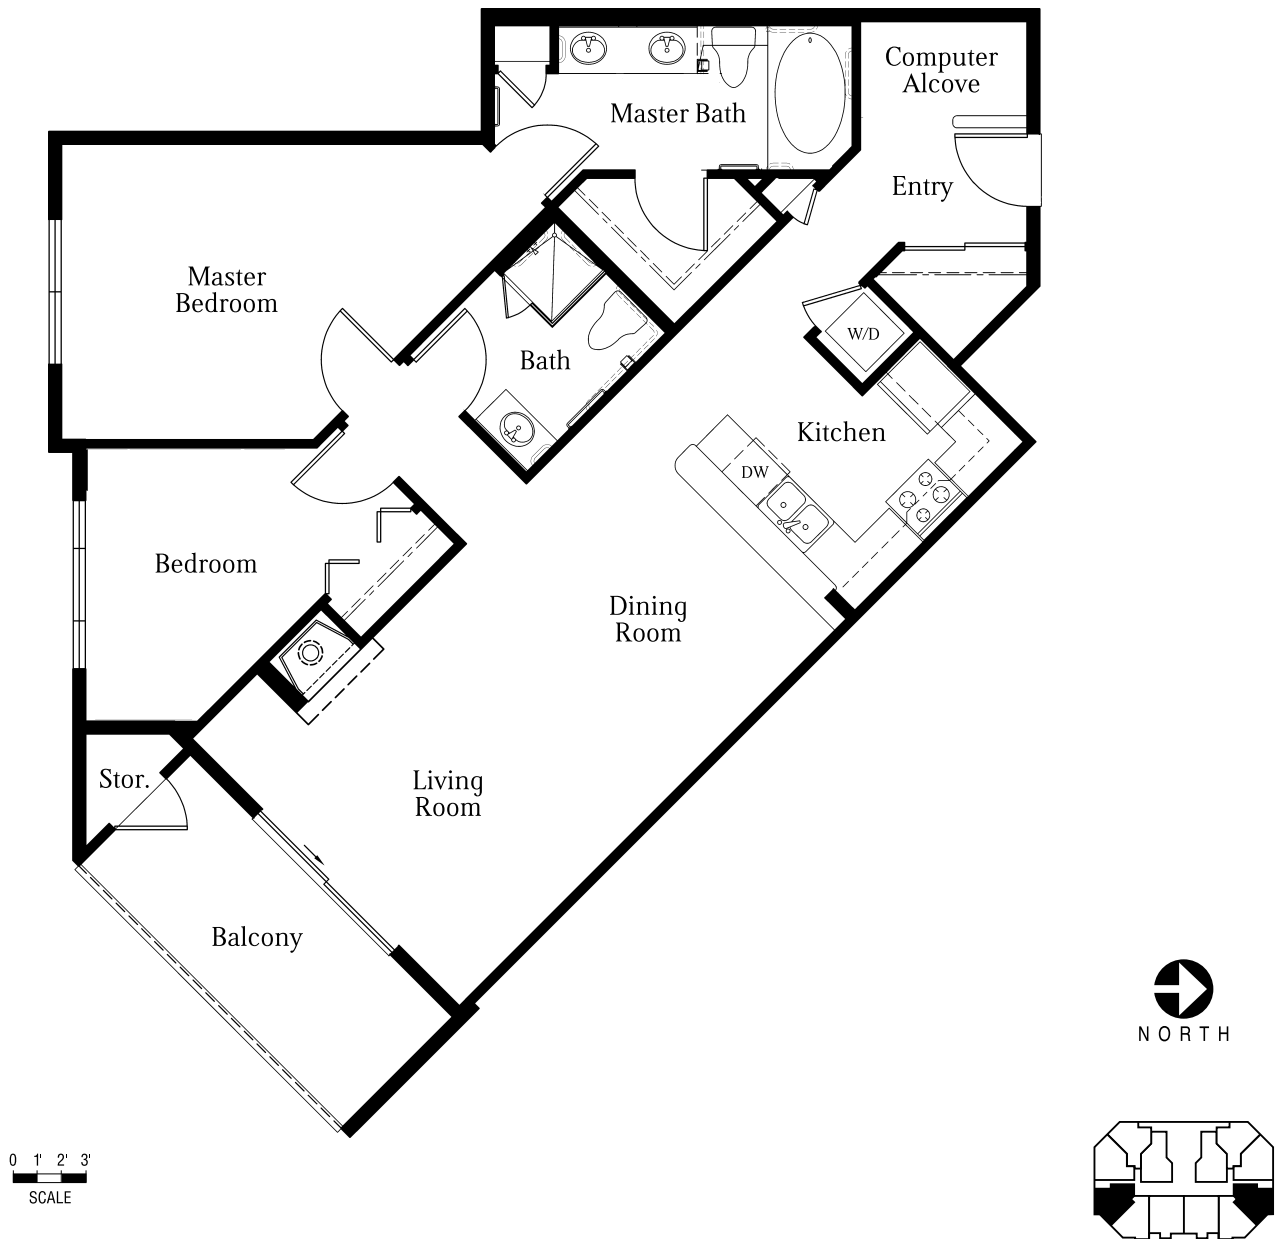 Computer
Alcove
Master Bath
Entry
Master
Bedroom
W/D
Bath
Kitchen
DW
Bedroom
Dining
Room
Stor.
Living
Room
Balcony
NORTH
0 1' 2' 3'
SCALE